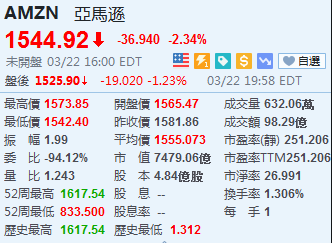 AMZN 亞馬遜
1544.92↓ -36.940 -2.34%
未開盤 03/22 16:00 EDT
自選
盤後 1525.90↓ -19.020 -1.23% 03/22 19:58 EDT
最高價 1573.85 開盤價 1565.47 成交量 632.06萬
最低價 1542.40 昨收價 1581.86 成交額 98.29億
振幅 1.99 平均價 1555.073 市盈率(靜) 251.206
委比 -94.12% 市值 7479.06億 市盈率TTM 251.206
量比 1.243 股本 4.84億股 市淨率 26.991
52周最高 1617.54 股息 -- 換手率 1.306%
52周最低 833.500 股息率 -- 每手 1
歷史最高 1617.54 歷史最低 1.312